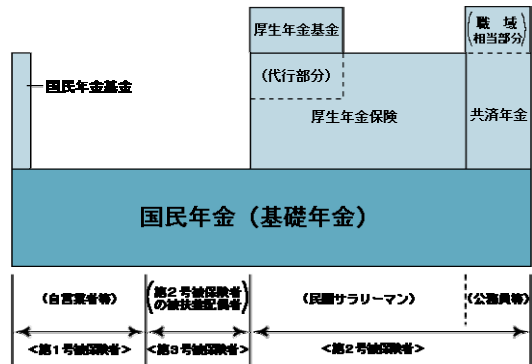 厚生年金基金
(職域
相当部分)
国民年金基金
(代行部分)
厚生年金保険
共済年金
国民年金(基礎年金)
(自営業者等)
(第2号被保険者
の被扶養配偶者)
(民間サラリーマン)
(公務員等)
<第1号被保険者>
<第3号被保険者>
<第2号被保険者>